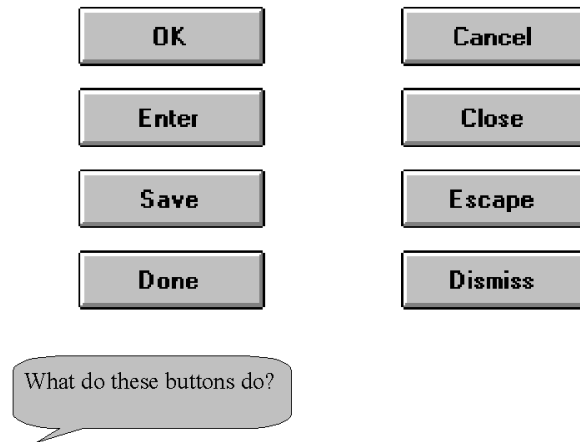 OK
Cancel
Enter
Close
Save
Escape
Done
Dismiss
What do these buttons do?